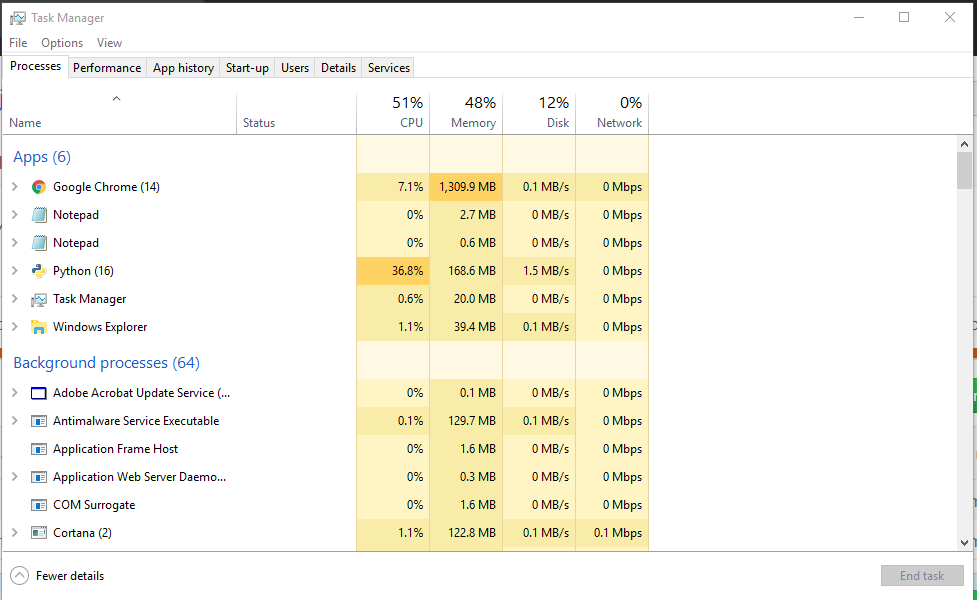 Task Manager
File Options View
Processes Performance App history Start-up Users Details Services
51% 48% 12% 0%
Name Status CPU Memory Disk Network
Apps (6)
Google Chrome (14) 7.1% 1,309.9 MB 0.1 MB/s 0 Mbps
Notepad 0% 2.7 MB 0 MB/s 0 Mbps
Notepad 0% 0.6 MB 0 MB/s 0 Mbps
Python (16) 36.8% 168.6 MB 1.5 MB/s 0 Mbps
Task Manager 0.6% 20.0 MB 0 MB/s 0 Mbps
Windows Explorer 1.1% 39.4 MB 0.1 MB/s 0 Mbps
Background processes (64)
Adobe Acrobat Update Service (... 0% 0.1 MB 0 MB/s 0 Mbps
Antimalware Service Executable 0.1% 129.7 MB 0.1 MB/s 0 Mbps
Application Frame Host 0% 1.6 MB 0 MB/s 0 Mbps
Application Web Server Daemo... 0% 0.3 MB 0 MB/s 0 Mbps
COM Surrogate 0% 1.6 MB 0 MB/s 0 Mbps
Cortana (2) 1.1% 122.8 MB 0.1 MB/s 0.1 Mbps
Fewer details End task